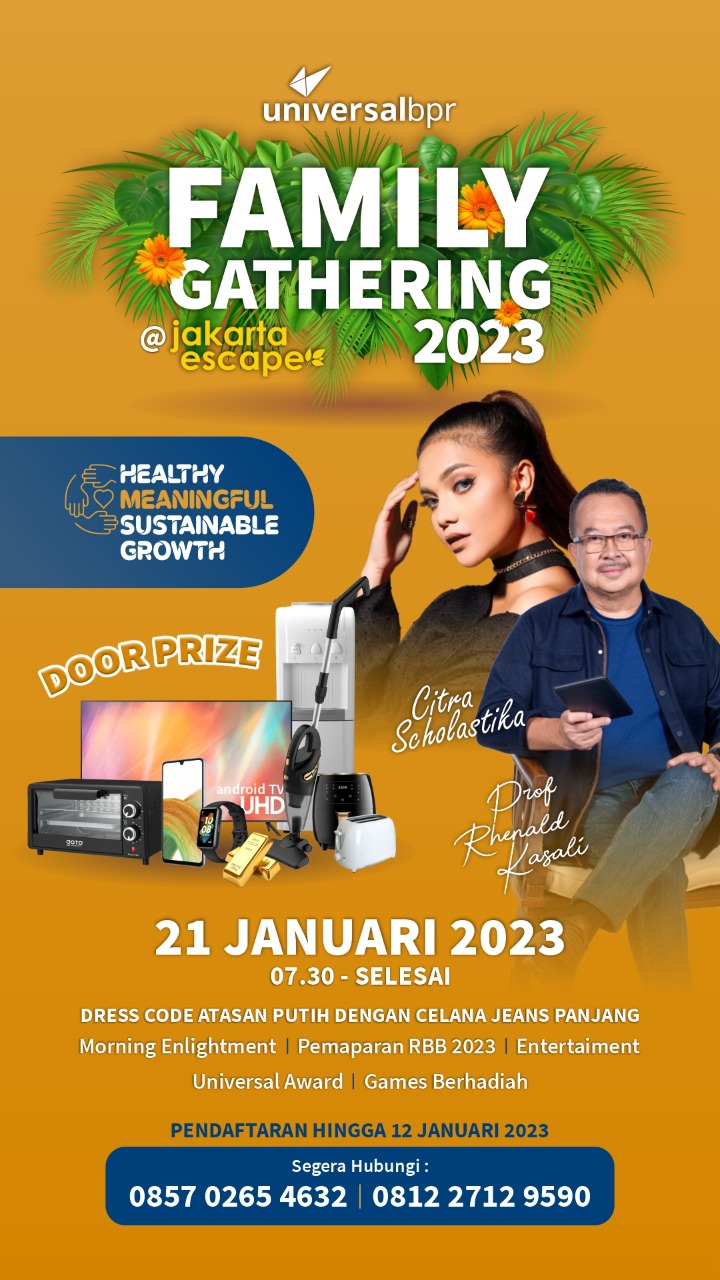 universalbpr
FAMILY
GATHERING
@jakarta
escape
2023
HEALTHY
MEANINGFUL
SUSTAINABLE
GROWTH
DOOR PRIZE
android TV
UHD
GOTO
Citra
Scholastika
Prof
Rhenald
Kasali
21 JANUARI 2023
07.30 - SELESAI
DRESS CODE ATASAN PUTIH DENGAN CELANA JEANS PANJANG
Morning Enlightment | Pemaparan RBB 2023 | Entertaiment
Universal Award | Games Berhadiah
PENDAFTARAN HINGGA 12 JANUARI 2023
Segera Hubungi :
0857 0265 4632 | 0812 2712 9590